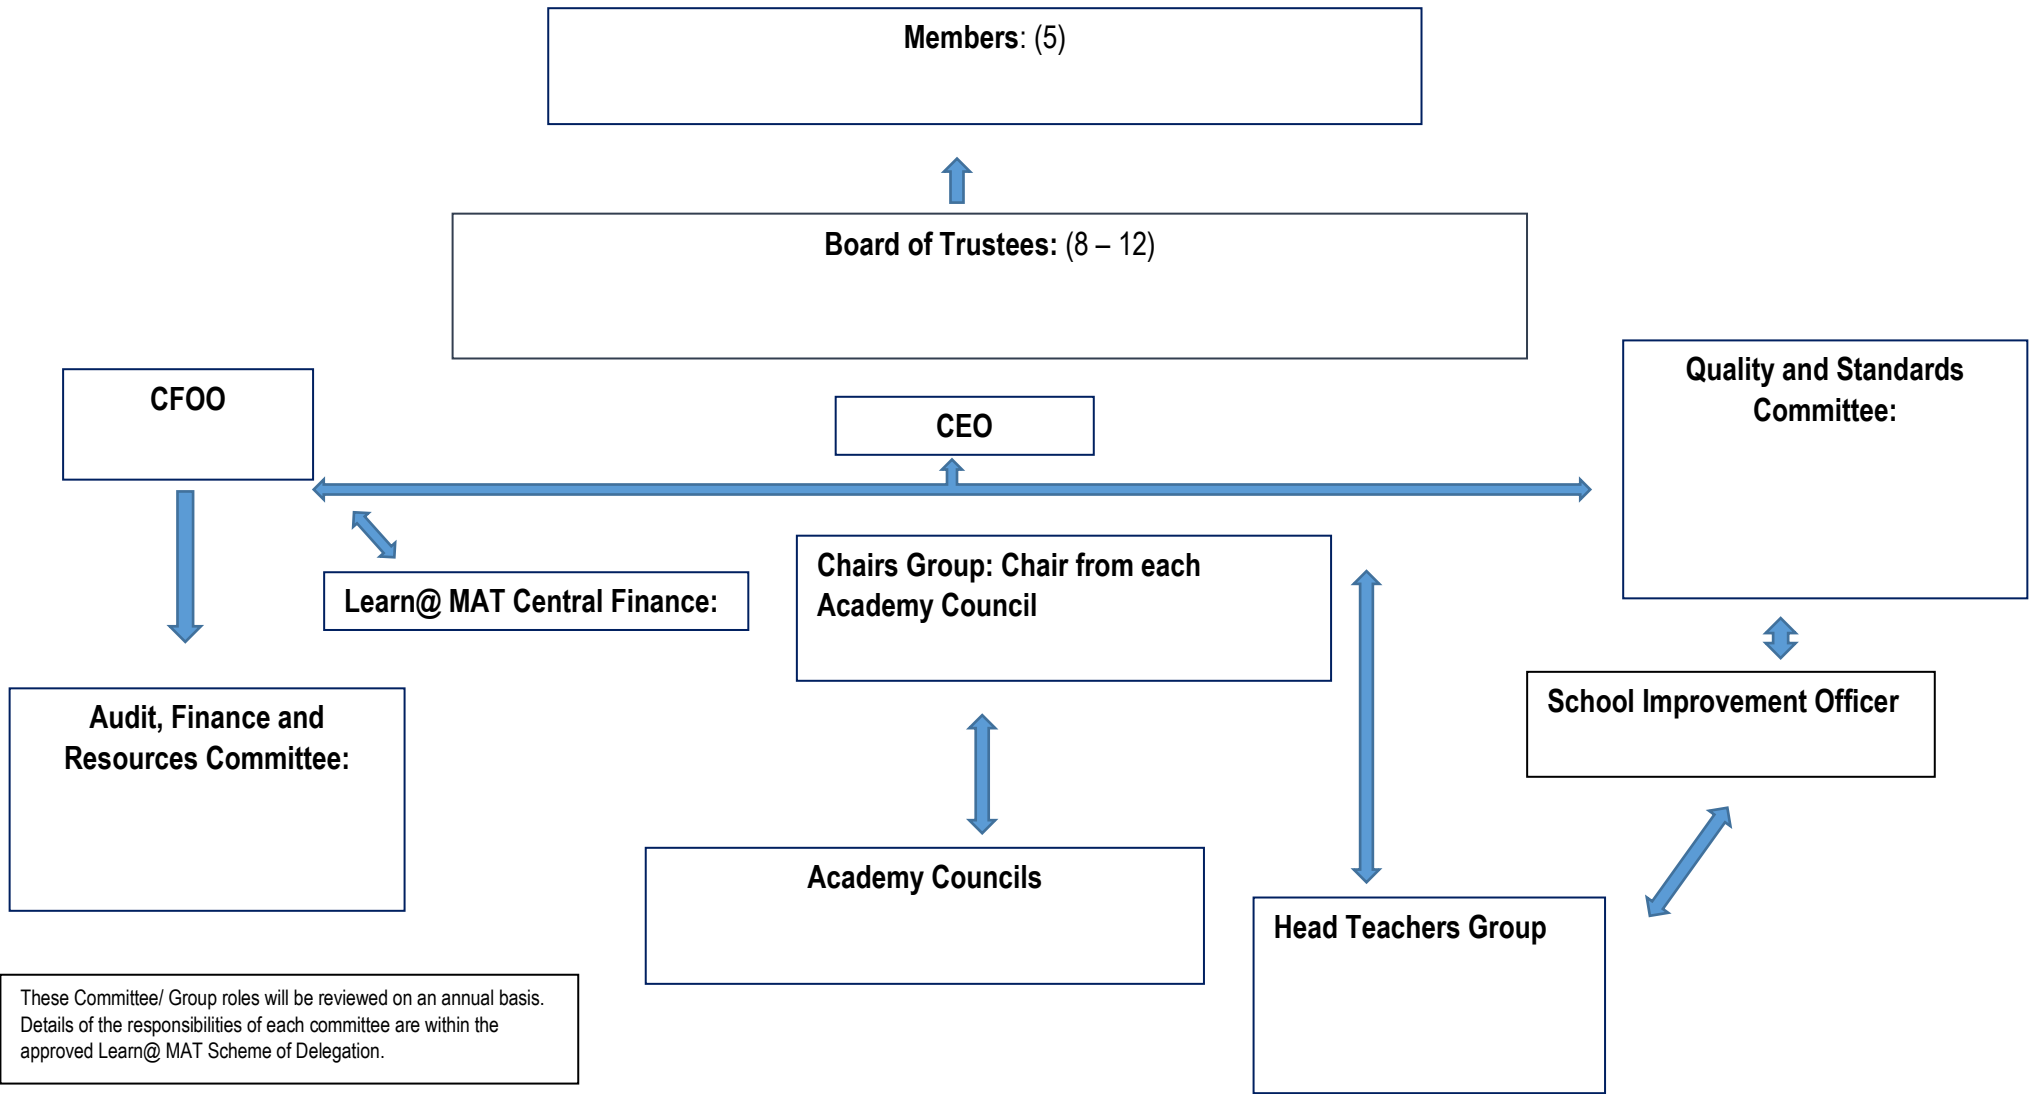 Members: (5)
Board of Trustees: (8 – 12)
CFOO
CEO
Quality and Standards
Committee:
Learn@ MAT Central Finance:
Chairs Group: Chair from each
Academy Council
School Improvement Officer
Audit, Finance and
Resources Committee:
Academy Councils
Head Teachers Group
These Committee/ Group roles will be reviewed on an annual basis.
Details of the responsibilities of each committee are within the
approved Learn@ MAT Scheme of Delegation.